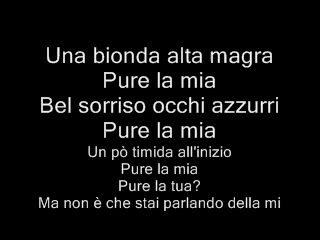 Una bionda alta magra
Pure la mia
Bel sorriso occhi azzurri
Pure la mia
Un pò timida all'inizio
Pure la mia
Pure la tua?
Ma non è che stai parlando della mi